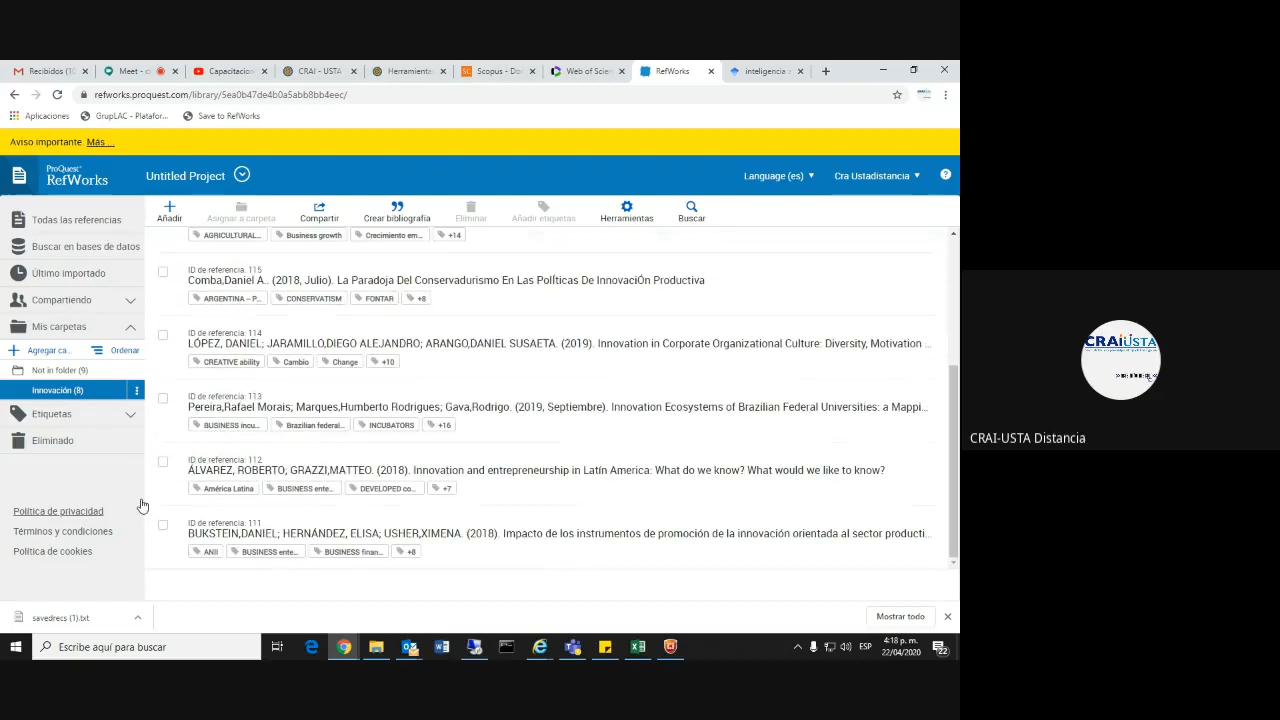 Recibidos (10
Meet -
Capacitacion
CRAI - USTA
Herramienta
Scopus - Do
Web of Scien
RefWorks
inteligencia
refworks.proquest.com/library/5ea0b47de4b0a5abb8bb4eec/
Aplicaciones
GrupLAC - Platafor...
Save to RefWorks
Aviso importante. Más ...
ProQuest
RefWorks
Untitled Project
Language (es)
Cra Ustadistancia
Todas las referencias
Buscar en bases de datos
Último importado
Compartiendo
Mis carpetas
Agregar ca...
Ordenar
Not in folder (9)
Innovación (8)
Etiquetas
Eliminado
Política de privacidad
Términos y condiciones
Política de cookies
Añadir
Asignar a carpeta
Compartir
Crear bibliografía
Eliminar
Añadir etiquetas
Herramientas
Buscar
AGRICULTURAL... Business growth Crecimiento em... +14
ID de referencia: 115
Comba,Daniel A.. (2018, Julio). La Paradoja Del Conservadurismo En Las Políticas De InnovaciÓn Productiva
ARGENTINA -- P... CONSERVATISM FONTAR +8
ID de referencia: 114
LÓPEZ, DANIEL; JARAMILLO,DIEGO ALEJANDRO; ARANGO,DANIEL SUSAETA. (2019). Innovation in Corporate Organizational Culture: Diversity, Motivation ...
CREATIVE ability Cambio Change +10
ID de referencia: 113
Pereira,Rafael Morais; Marques,Humberto Rodrigues; Gava,Rodrigo. (2019, Septiembre). Innovation Ecosystems of Brazilian Federal Universities: a Mappi...
BUSINESS incu... Brazilian federal... INCUBATORS +16
ID de referencia: 112
ÁLVAREZ, ROBERTO; GRAZZI,MATTEO. (2018). Innovation and entrepreneurship in Latín America: What do we know? What would we like to know?
América Latina BUSINESS ente... DEVELOPED co... +7
ID de referencia: 111
BUKSTEIN,DANIEL; HERNÁNDEZ, ELISA; USHER,XIMENA. (2018). Impacto de los instrumentos de promoción de la innovación orientada al sector producti...
ANII BUSINESS ente... BUSINESS finan... +8
savedrecs (1).txt
Mostrar todo
Escribe aquí para buscar
ESP
4:18 p. m.
22/04/2020
22
CRAIUSTA
CRAI-USTA Distancia